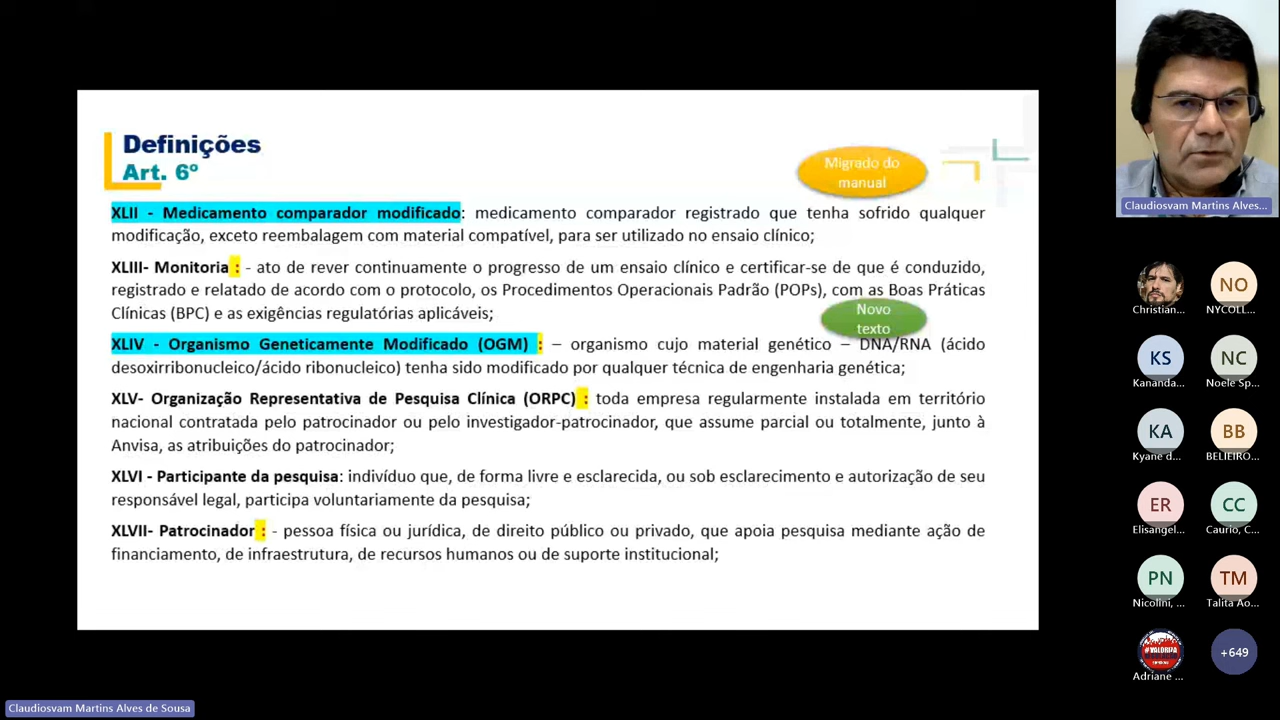 Definições
Art. 6º
Migrado do
manual
XLII - Medicamento comparador modificado: medicamento comparador registrado que tenha sofrido qualquer
modificação, exceto reembalagem com material compatível, para ser utilizado no ensaio clínico;
XLIII- Monitoria : - ato de rever continuamente o progresso de um ensaio clínico e certificar-se de que é conduzido,
registrado e relatado de acordo com o protocolo, os Procedimentos Operacionais Padrão (POPs), com as Boas Práticas
Clínicas (BPC) e as exigências regulatórias aplicáveis;
Novo
texto
XLIV - Organismo Geneticamente Modificado (OGM) : – organismo cujo material genético – DNA/RNA (ácido
desoxirribonucleico/ácido ribonucleico) tenha sido modificado por qualquer técnica de engenharia genética;
XLV- Organização Representativa de Pesquisa Clínica (ORPC) : toda empresa regularmente instalada em território
nacional contratada pelo patrocinador ou pelo investigador-patrocinador, que assume parcial ou totalmente, junto à
Anvisa, as atribuições do patrocinador;
XLVI - Participante da pesquisa: indivíduo que, de forma livre e esclarecida, ou sob esclarecimento e autorização de seu
responsável legal, participa voluntariamente da pesquisa;
XLVII- Patrocinador : - pessoa física ou jurídica, de direito público ou privado, que apoia pesquisa mediante ação de
financiamento, de infraestrutura, de recursos humanos ou de suporte institucional;
Claudiosvam Martins Alves...
Christian...
NO
NYCOLL...
KS
Kananda...
NC
Noele Sp...
KA
Kyane d...
BB
BELIEIRO...
ER
Elisangel...
CC
Caurio, C...
PN
Nicolini, ...
TM
Talita Ao...
#VALORIFA
Adriane ...
+649
Claudiosvam Martins Alves de Sousa